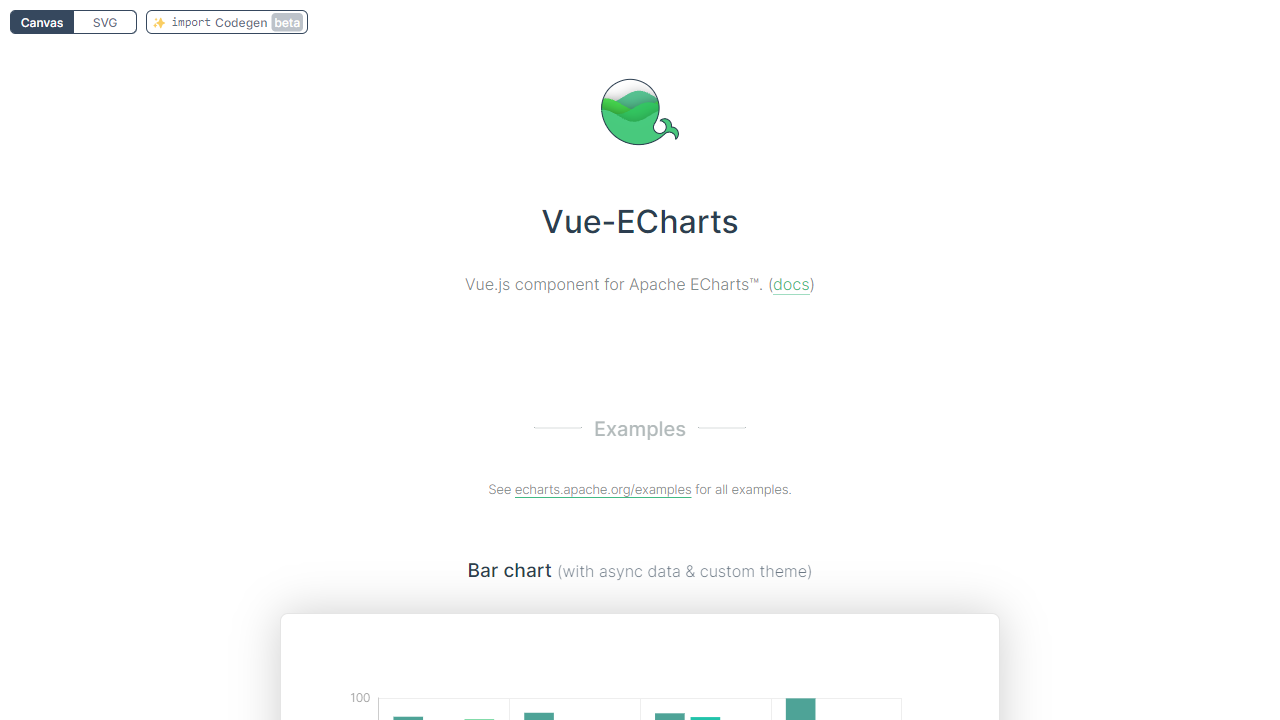 Canvas SVG ✨ import Codegen beta
Vue-ECharts
Vue.js component for Apache ECharts™. (docs)
Examples
See echarts.apache.org/examples for all examples.
Bar chart (with async data & custom theme)
100